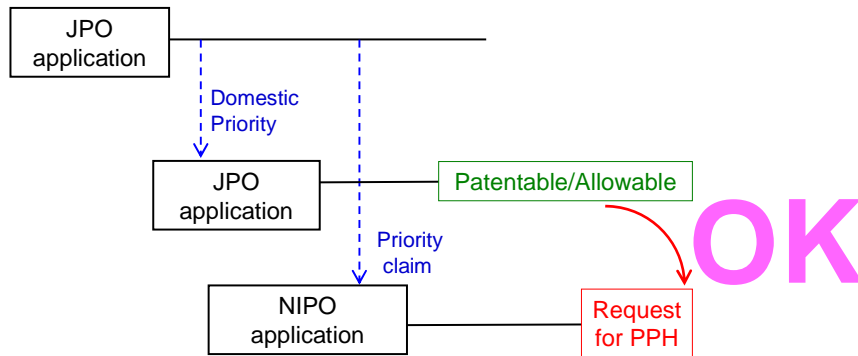 JPO
application
Domestic
Priority
JPO
application
Patentable/Allowable
OK
Priority
claim
NIPO
application
Request
for PPH